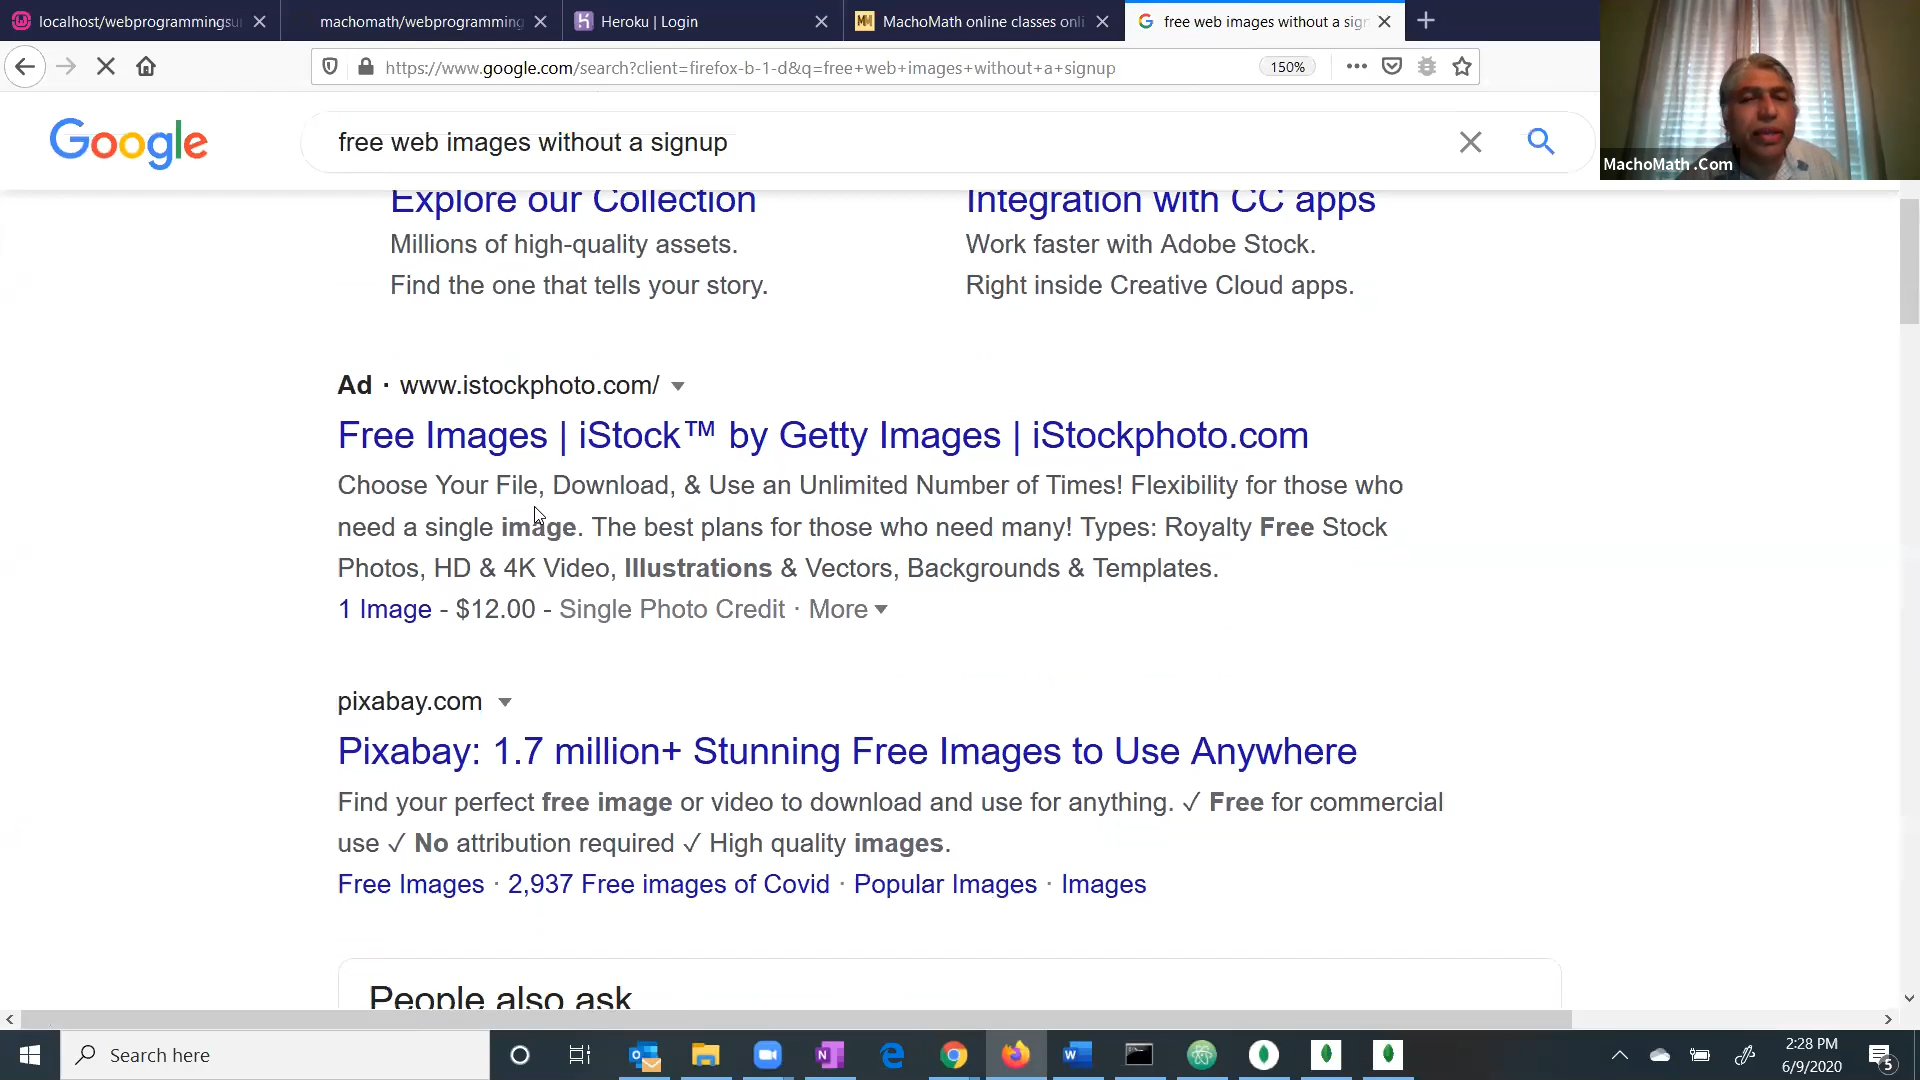 localhost/webprogrammingsu
machomath/webprogramming
Heroku | Login
MachoMath online classes onli
free web images without a sign
https://www.google.com/search?client=firefox-b-1-d&q=free+web+images+without+a+signup
150%
MachoMath .Com
Google
free web images without a signup
Explore our Collection
Millions of high-quality assets.
Find the one that tells your story.
Integration with CC apps
Work faster with Adobe Stock.
Right inside Creative Cloud apps.
Ad · www.istockphoto.com/
Free Images | iStock™ by Getty Images | iStockphoto.com
Choose Your File, Download, & Use an Unlimited Number of Times! Flexibility for those who
need a single image. The best plans for those who need many! Types: Royalty Free Stock
Photos, HD & 4K Video, Illustrations & Vectors, Backgrounds & Templates.
1 Image - $12.00 - Single Photo Credit · More
pixabay.com
Pixabay: 1.7 million+ Stunning Free Images to Use Anywhere
Find your perfect free image or video to download and use for anything. ✓ Free for commercial
use ✓ No attribution required ✓ High quality images.
Free Images · 2,937 Free images of Covid · Popular Images · Images
People also ask
Search here
2:28 PM
6/9/2020
5